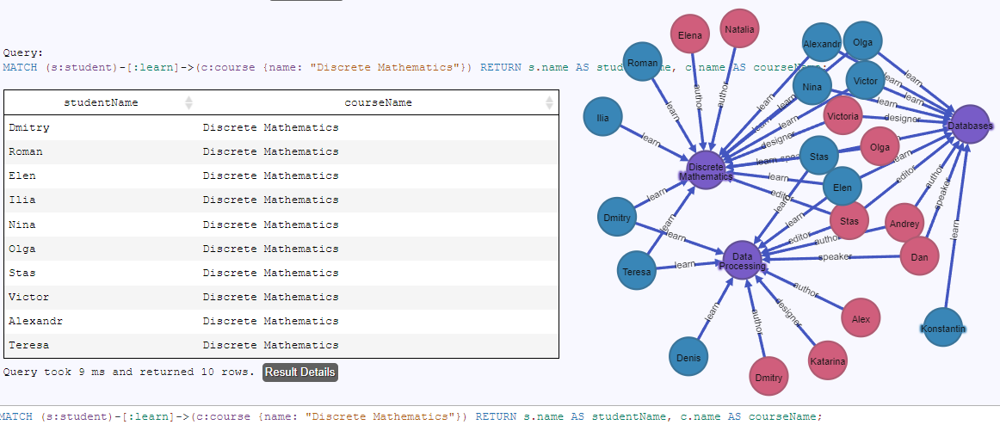 Query:
MATCH (s:student)-[:learn]->(c:course {name: "Discrete Mathematics"}) RETURN s.name AS studentName, c.name AS courseName;
studentName courseName
Dmitry Discrete Mathematics
Roman Discrete Mathematics
Elen Discrete Mathematics
Ilia Discrete Mathematics
Nina Discrete Mathematics
Olga Discrete Mathematics
Stas Discrete Mathematics
Victor Discrete Mathematics
Alexandr Discrete Mathematics
Teresa Discrete Mathematics
Query took 9 ms and returned 10 rows. Result Details
MATCH (s:student)-[:learn]->(c:course {name: "Discrete Mathematics"}) RETURN s.name AS studentName, c.name AS courseName;
Elena
Natalia
Alexandr
Olga
Roman
Nina
Victor
Ilia
Victoria
Databases
Olga
Stas
Discrete
Mathematics
Elen
Dmitry
Stas
Andrey
Teresa
Data
Processing
Dan
Alex
Konstantin
Denis
Katarina
Dmitry
learn
author
author
learn
learn
learn
learn
learn
learn
learn
learn
designer
designer
learn
learn
learn
editor
editor
author
speaker
learn
learn
learn
learn
learn
learn
learn
editor
author
speaker
learn
author
designer
author